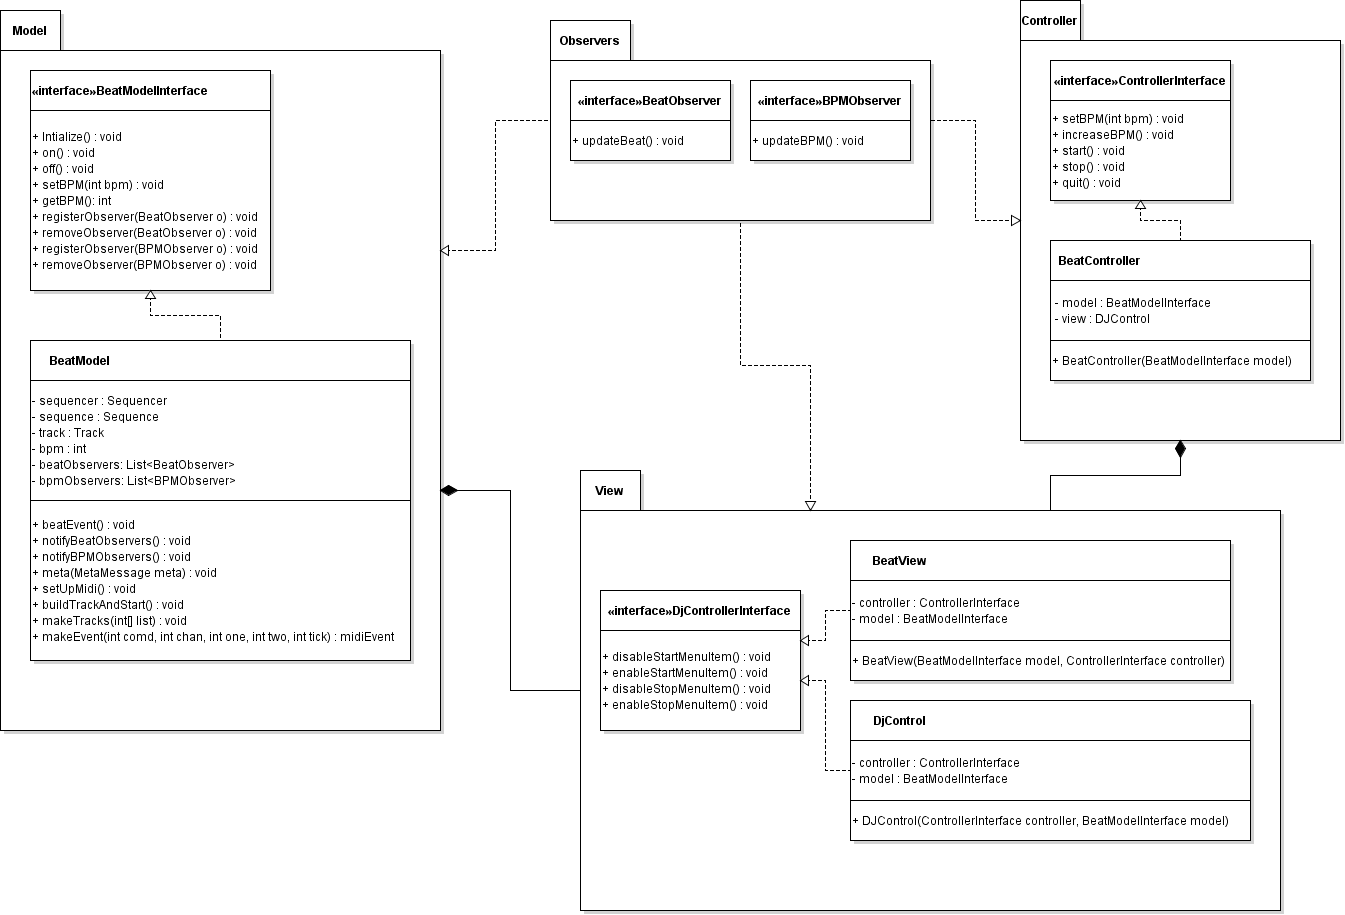 Model
«interface»BeatModelInterface
+ Intialize() : void
+ on() : void
+ off() : void
+ setBPM(int bpm) : void
+ getBPM(): int
+ registerObserver(BeatObserver o) : void
+ removeObserver(BeatObserver o) : void
+ registerObserver(BPMObserver o) : void
+ removeObserver(BPMObserver o) : void
BeatModel
- sequencer : Sequencer
- sequence : Sequence
- track : Track
- bpm : int
- beatObservers: List<BeatObserver>
- bpmObservers: List<BPMObserver>
+ beatEvent() : void
+ notifyBeatObservers() : void
+ notifyBPMObservers() : void
+ meta(MetaMessage meta) : void
+ setUpMidi() : void
+ buildTrackAndStart() : void
+ makeTracks(int[] list) : void
+ makeEvent(int comd, int chan, int one, int two, int tick) : midiEvent
Observers
«interface»BeatObserver
+ updateBeat() : void
«interface»BPMObserver
+ updateBPM() : void
Controller
«interface»ControllerInterface
+ setBPM(int bpm) : void
+ increaseBPM() : void
+ start() : void
+ stop() : void
+ quit() : void
BeatController
- model : BeatModelInterface
- view : DJControl
+ BeatController(BeatModelInterface model)
View
«interface»DjControllerInterface
+ disableStartMenuItem() : void
+ enableStartMenuItem() : void
+ disableStopMenuItem() : void
+ enableStopMenuItem() : void
BeatView
- controller : ControllerInterface
- model : BeatModelInterface
+ BeatView(BeatModelInterface model, ControllerInterface controller)
DjControl
- controller : ControllerInterface
- model : BeatModelInterface
+ DJControl(ControllerInterface controller, BeatModelInterface model)